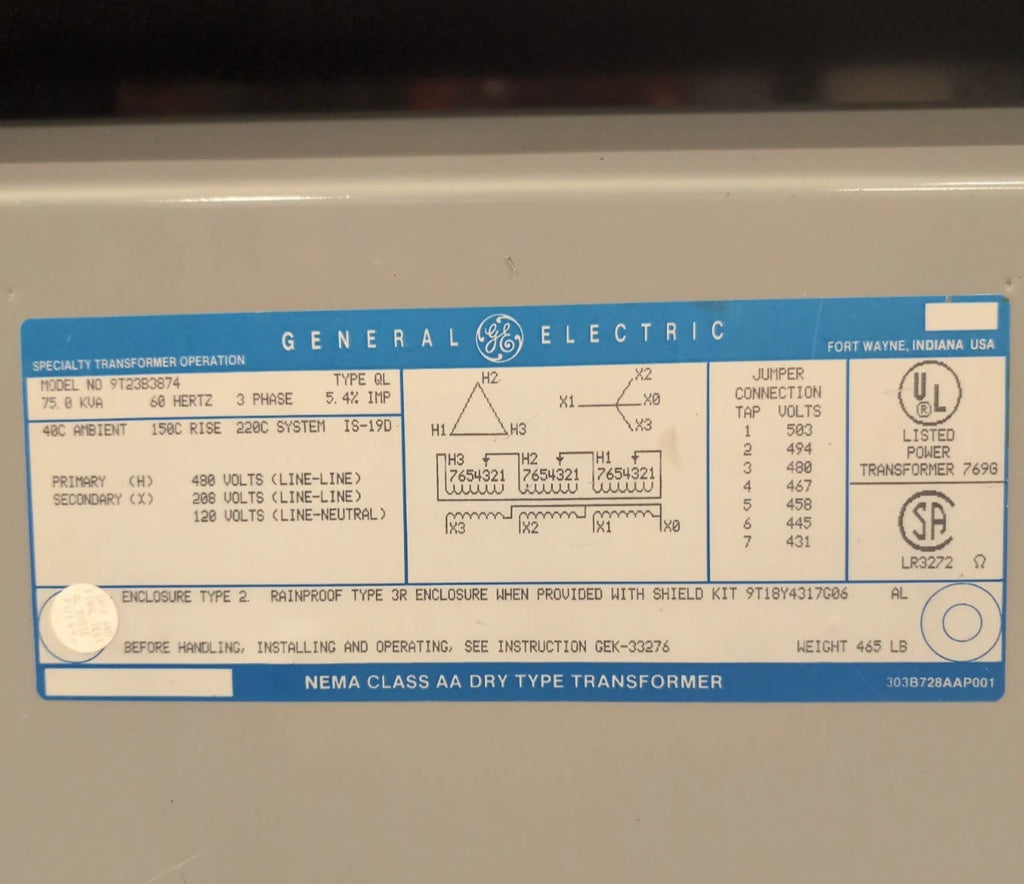 GENERAL GE ELECTRIC
SPECIALTY TRANSFORMER OPERATION
FORT WAYNE, INDIANA USA
MODEL NO 9T23B3874 TYPE QL
75.0 KVA 60 HERTZ 3 PHASE 5.4% IMP
40C AMBIENT 150C RISE 220C SYSTEM IS-19D
PRIMARY (H) 480 VOLTS (LINE-LINE)
SECONDARY (X) 208 VOLTS (LINE-LINE)
120 VOLTS (LINE-NEUTRAL)
H2
H1 H3
X2
X1 X0
X3
H3 H2 H1
7654321 7654321 7654321
X3 X2 X1 X0
JUMPER
CONNECTION
TAP VOLTS
1 503
2 494
3 480
4 467
5 458
6 445
7 431
UL ®
LISTED
POWER
TRANSFORMER 769G
SA
LR3272 Ω
ENCLOSURE TYPE 2. RAINPROOF TYPE 3R ENCLOSURE WHEN PROVIDED WITH SHIELD KIT 9T18Y4317G06 AL
BEFORE HANDLING, INSTALLING AND OPERATING, SEE INSTRUCTION GEK-33276 WEIGHT 465 LB
NEMA CLASS AA DRY TYPE TRANSFORMER
303B728AAP001